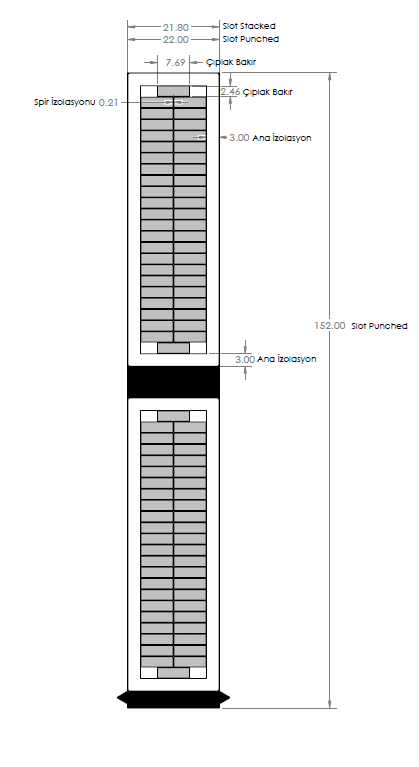 21.80 Slot Stacked
22.00 Slot Punched
7.69 Çıplak Bakır
2.46 Çıplak Bakır
Spir İzolasyonu 0.21
3.00 Ana İzolasyon
152.00 Slot Punched
3.00 Ana İzolasyon